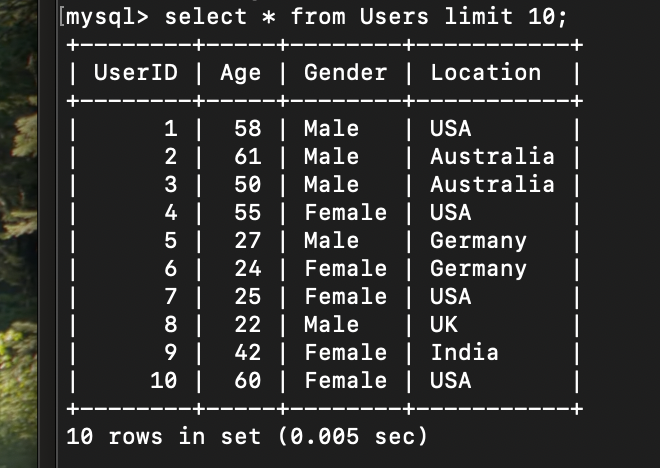 [mysql> select * from Users limit 10;
+--------+------+--------+-----------+
| UserID | Age | Gender | Location |
+--------+------+--------+-----------+
| 1 | 58 | Male | USA |
| 2 | 61 | Male | Australia |
| 3 | 50 | Male | Australia |
| 4 | 55 | Female | USA |
| 5 | 27 | Male | Germany |
| 6 | 24 | Female | Germany |
| 7 | 25 | Female | USA |
| 8 | 22 | Male | UK |
| 9 | 42 | Female | India |
| 10 | 60 | Female | USA |
+--------+------+--------+-----------+
10 rows in set (0.005 sec)